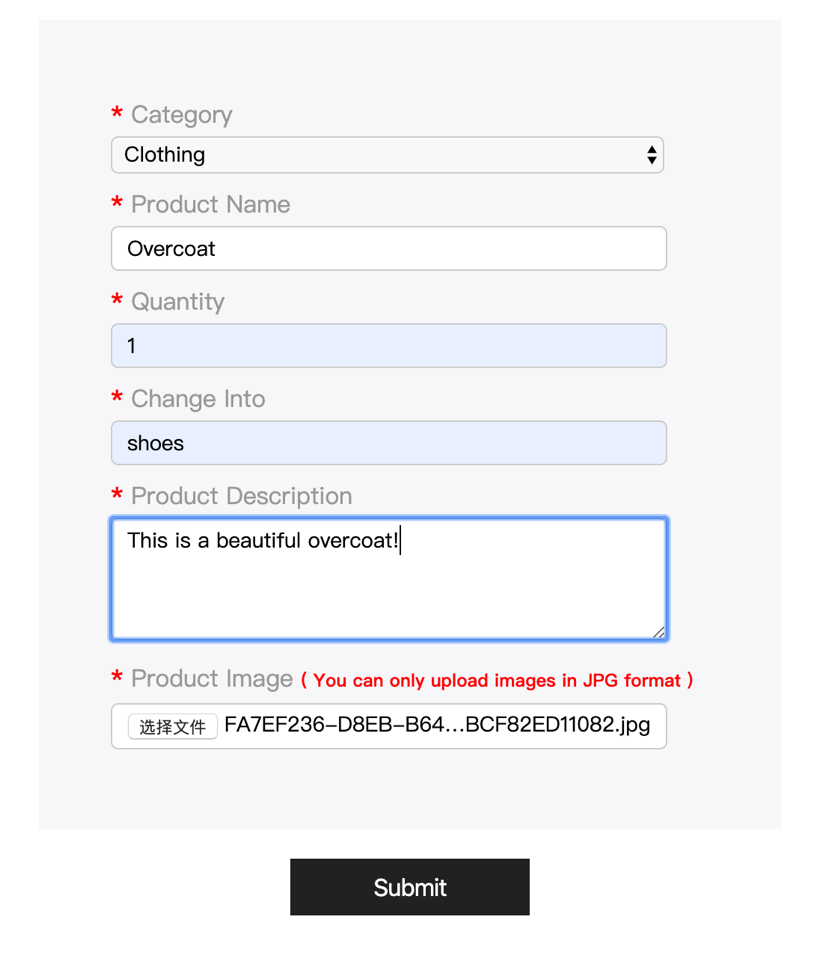 * Category
Clothing
* Product Name
Overcoat
* Quantity
1
* Change Into
shoes
* Product Description
This is a beautiful overcoat!
* Product Image ( You can only upload images in JPG format )
选择文件 FA7EF236-D8EB-B64...BCF82ED11082.jpg
Submit